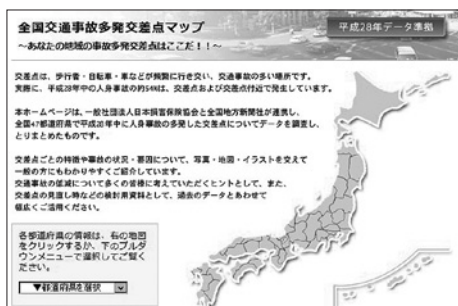 全国交通事故多発交差点マップ
～あなたの地域の事故多発交差点はここだ！！～
平成28年データ準拠
交差点は、歩行者・自転車・車などが頻繁に行き交い、交通事故の多い場所です。
実際に、平成28年中の人身事故の約54%は、交差点および交差点付近で発生しています。
本ホームページは、一般社団法人日本損害保険協会と全国地方新聞社が連携し、
全国47都道府県で平成28年中に人身事故の多発した交差点についてデータを調査し、
とりまとめたものです。
交差点ごとの特徴や事故の状況・要因について、写真・地図・イラストを交えて
一般の方にもわかりやすくご紹介しています。
交通事故の低減について多くの皆様に考えていただくヒントとして、また、
交差点の見直し時などの検討用資料として、過去のデータとあわせて
幅広くご活用ください。
各都道府県の情報は、右の地図
をクリックするか、下のプルダ
ウンメニューで選択してご覧く
ださい。
▼都道府県を選択